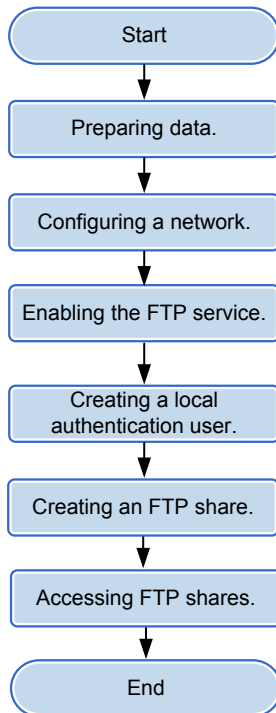 Start
Preparing data.
Configuring a network.
Enabling the FTP service.
Creating a local
authentication user.
Creating an FTP share.
Accessing FTP shares.
End